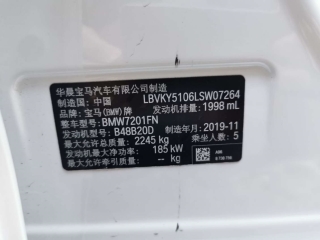 华晨宝马汽车有限公司制造
制造国：中国 LBVKY5106LSW07264
品牌：宝马(BMW)牌 发动机排量：1998 mL
整车型号：BMW7201FN
发动机型号：B48B20D 制造年月：2019-11
最大允许总质量：2245 kg 乘坐人数：5
发动机最大净功率：185 kW
最大允许牵引质量：- kg